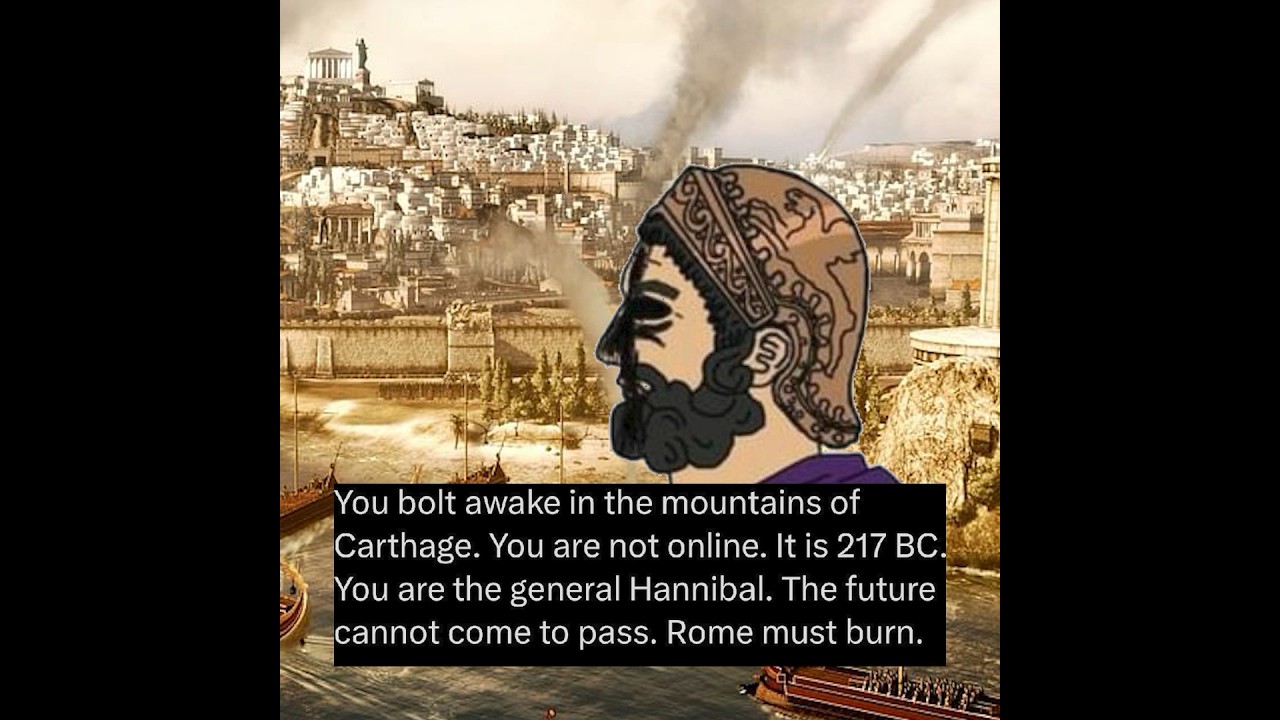 You bolt awake in the mountains of
Carthage. You are not online. It is 217 BC.
You are the general Hannibal. The future
cannot come to pass. Rome must burn.